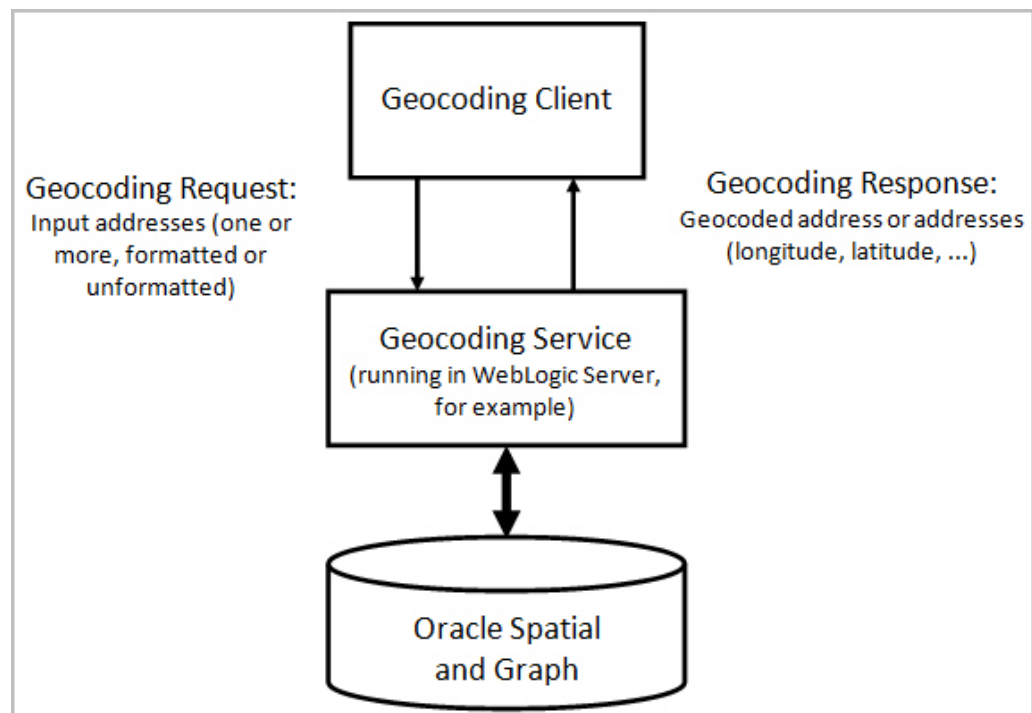 Geocoding Client
Geocoding Request:
Input addresses (one or
more, formatted or
unformatted)
Geocoding Response:
Geocoded address or addresses
(longitude, latitude, ...)
Geocoding Service
(running in WebLogic Server,
for example)
Oracle Spatial
and Graph